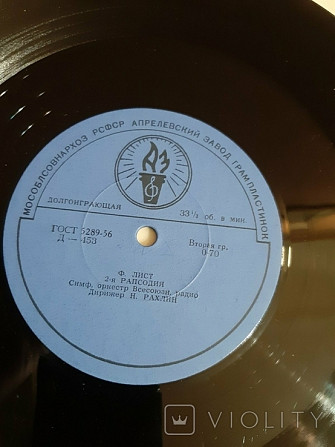 МОСОБЛСОВНАРХОЗ РСФСР АПРЕЛЕВСКИЙ ЗАВОД ГРАМПЛАСТИНОК
АЗ
ДОЛГОИГРАЮЩАЯ
33⅓ об. в мин.
ГОСТ 5289-56
Д — 453
Вторая гр.
0-70
Ф. ЛИСТ
2-я РАПСОДИЯ
Симф. оркестр Всесоюзн. радио
Дирижер Н. РАХЛИН
VIOLITY